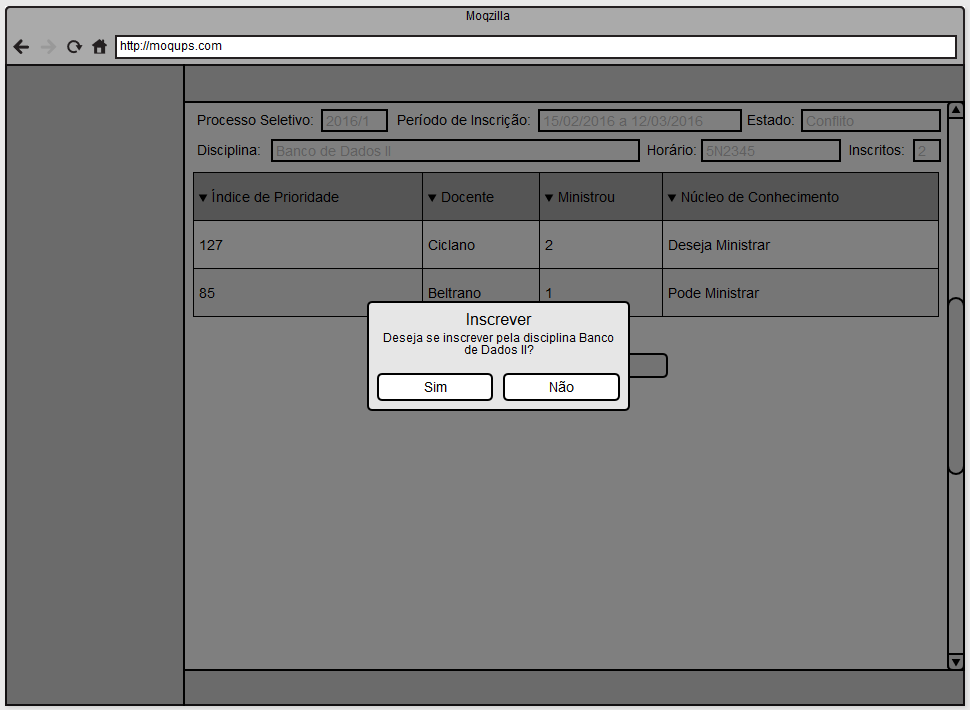 Moqzilla
http://moqups.com
Processo Seletivo: 2016/1 Período de Inscrição: 15/02/2016 a 12/03/2016 Estado: Conflito
Disciplina: Banco de Dados II Horário: 5N2345 Inscritos: 2
▼ Índice de Prioridade ▼ Docente ▼ Ministrou ▼ Núcleo de Conhecimento
127 Ciclano 2 Deseja Ministrar
85 Beltrano 1 Pode Ministrar
Inscrever
Deseja se inscrever pela disciplina Banco
de Dados II?
Sim Não